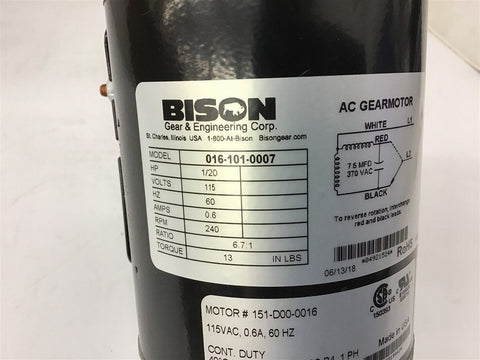 BISON
Gear & Engineering Corp.
St. Charles, Illinois USA 1-800-At-Bison Bisongear.com
MODEL 016-101-0007
HP 1/20
VOLTS 115
HZ 60
AMPS 0.6
RPM 240
RATIO 6.7:1
TORQUE 13 IN LBS
AC GEARMOTOR
WHITE L1
RED
7.5 MFD
370 VAC
L2
BLACK
To reverse rotation, interchange
red and black leads.
06/13/18
RoHS
MOTOR # 151-D00-0016
115VAC, 0.6A, 60 HZ
CONT. DUTY
1 PH
Made in USA